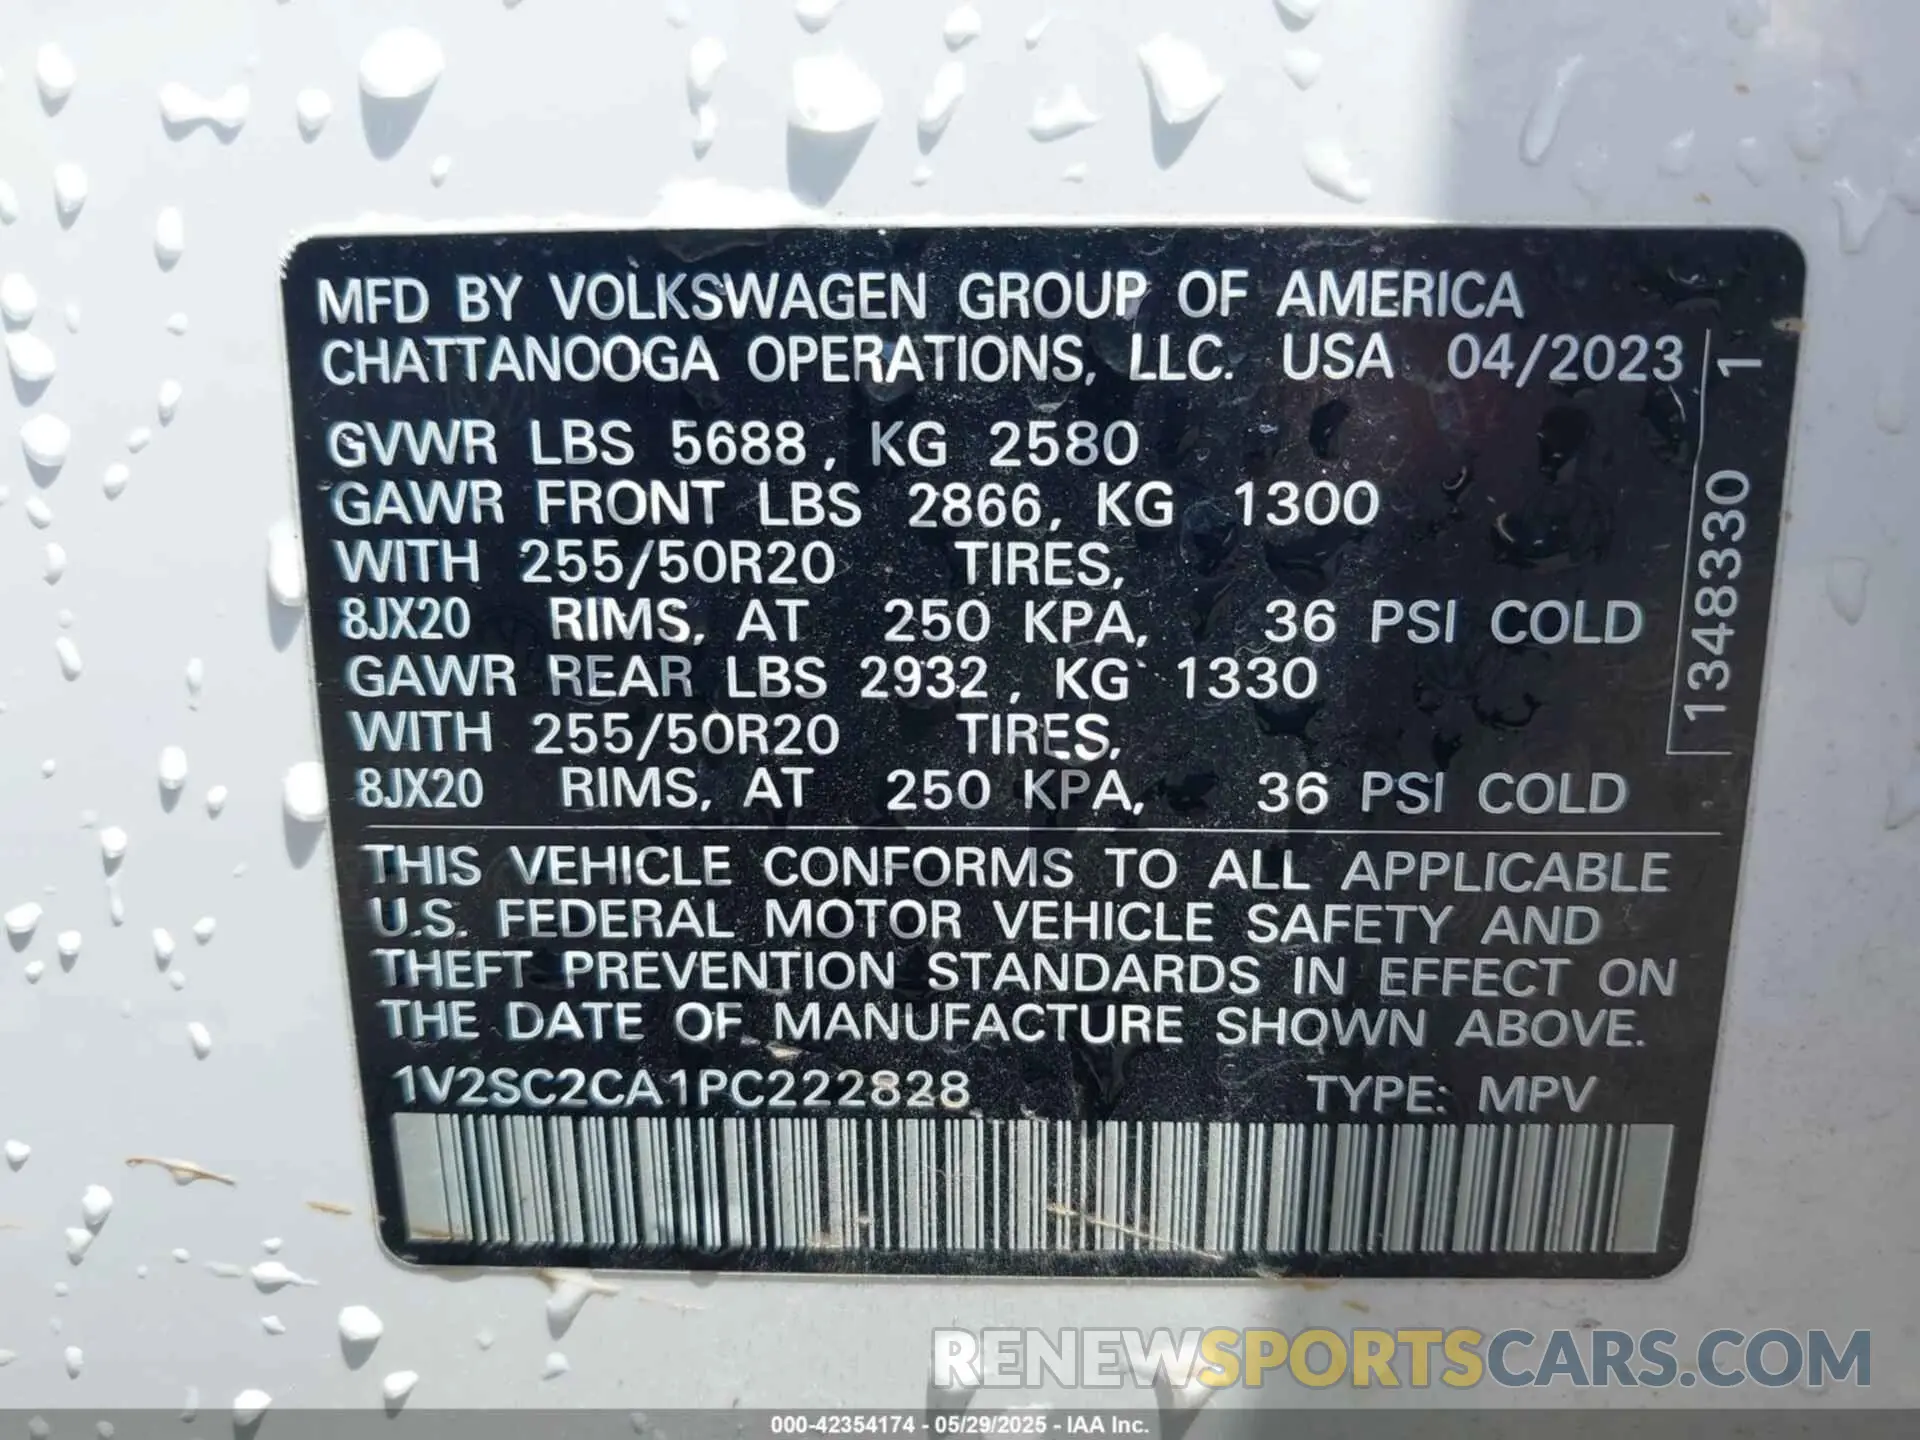 MFD BY VOLKSWAGEN GROUP OF AMERICA
CHATTANOOGA OPERATIONS, LLC. USA 04/2023
GVWR LBS 5688, KG 2580
GAWR FRONT LBS 2866, KG 1300
WITH 255/50R20 TIRES,
8JX20 RIMS, AT 250 KPA, 36 PSI COLD
GAWR REAR LBS 2932, KG 1330
WITH 255/50R20 TIRES,
8JX20 RIMS, AT 250 KPA, 36 PSI COLD
1348330 1
THIS VEHICLE CONFORMS TO ALL APPLICABLE
U.S. FEDERAL MOTOR VEHICLE SAFETY AND
THEFT PREVENTION STANDARDS IN EFFECT ON
THE DATE OF MANUFACTURE SHOWN ABOVE.
1V2SC2CA1PC222828 TYPE: MPV
RENEWSPORTSCARS.COM
000-42354174 - 05/29/2025 - IAA Inc.